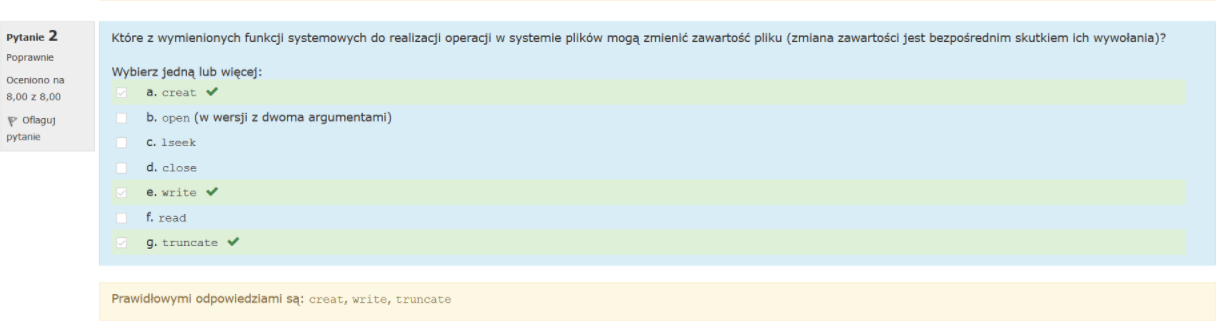 Pytanie 2
Poprawnie
Oceniono na
8,00 z 8,00
Oflaguj
pytanie
Które z wymienionych funkcji systemowych do realizacji operacji w systemie plików mogą zmienić zawartość pliku (zmiana zawartości jest bezpośrednim skutkiem ich wywołania)?
Wybierz jedną lub więcej:
a. creat
b. open (w wersji z dwoma argumentami)
c. lseek
d. close
e. write
f. read
g. truncate
Prawidłowymi odpowiedziami są: creat, write, truncate